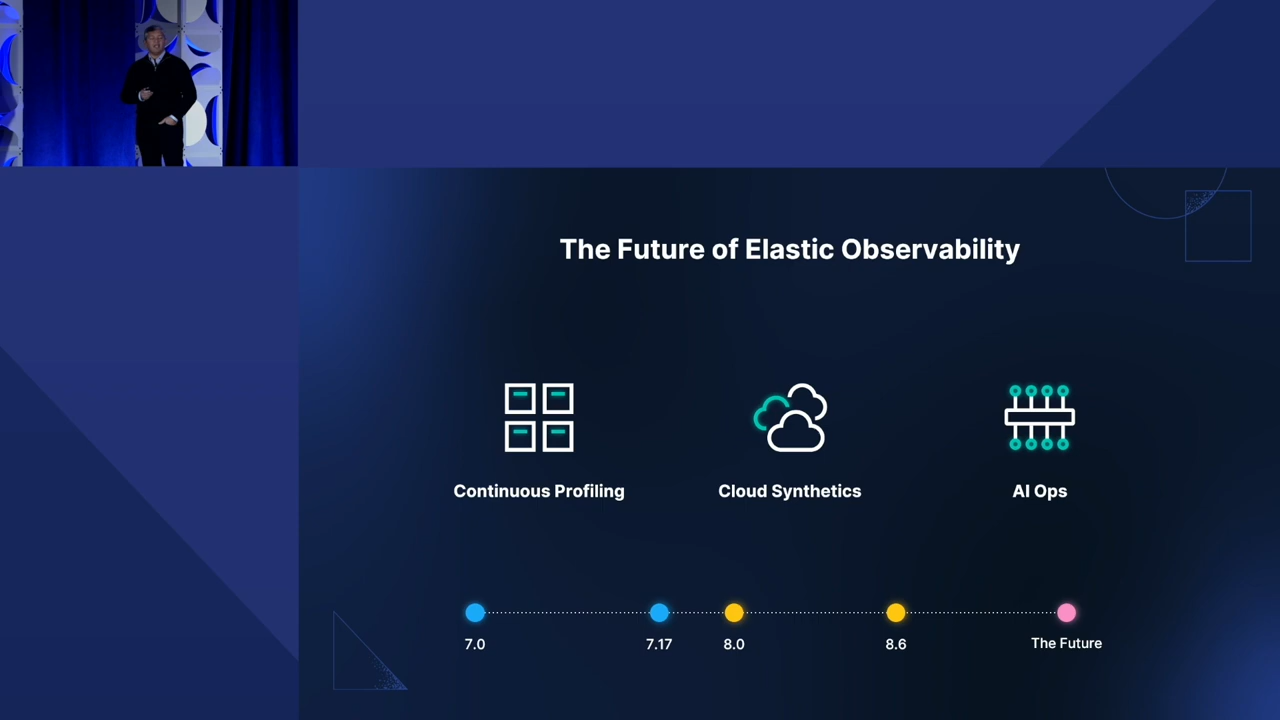 The Future of Elastic Observability
Continuous Profiling
Cloud Synthetics
AI Ops
7.0
7.17
8.0
8.6
The Future